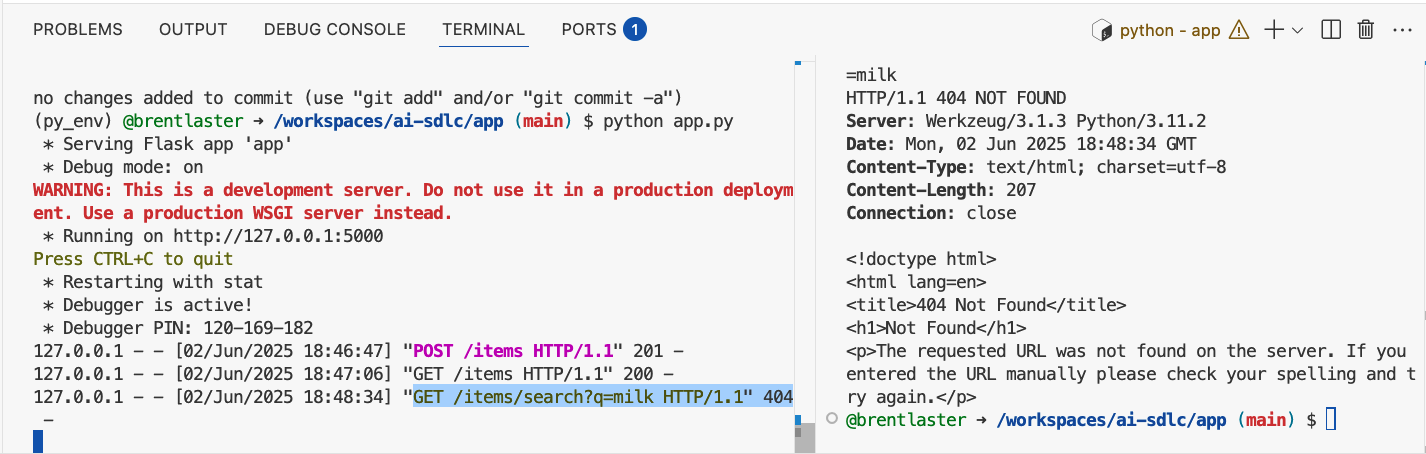 PROBLEMS OUTPUT DEBUG CONSOLE TERMINAL PORTS 1 python - app
no changes added to commit (use "git add" and/or "git commit -a")
(py_env) @brentlaster ➜ /workspaces/ai-sdlc/app (main) $ python app.py
 * Serving Flask app 'app'
 * Debug mode: on
WARNING: This is a development server. Do not use it in a production deploym
ent. Use a production WSGI server instead.
 * Running on http://127.0.0.1:5000
Press CTRL+C to quit
 * Restarting with stat
 * Debugger is active!
 * Debugger PIN: 120-169-182
127.0.0.1 - - [02/Jun/2025 18:46:47] "POST /items HTTP/1.1" 201 -
127.0.0.1 - - [02/Jun/2025 18:47:06] "GET /items HTTP/1.1" 200 -
127.0.0.1 - - [02/Jun/2025 18:48:34] "GET /items/search?q=milk HTTP/1.1" 404
 -
=milk
HTTP/1.1 404 NOT FOUND
Server: Werkzeug/3.1.3 Python/3.11.2
Date: Mon, 02 Jun 2025 18:48:34 GMT
Content-Type: text/html; charset=utf-8
Content-Length: 207
Connection: close
<!doctype html>
<html lang=en>
<title>404 Not Found</title>
<h1>Not Found</h1>
<p>The requested URL was not found on the server. If you
entered the URL manually please check your spelling and t
ry again.</p>
@brentlaster ➜ /workspaces/ai-sdlc/app (main) $